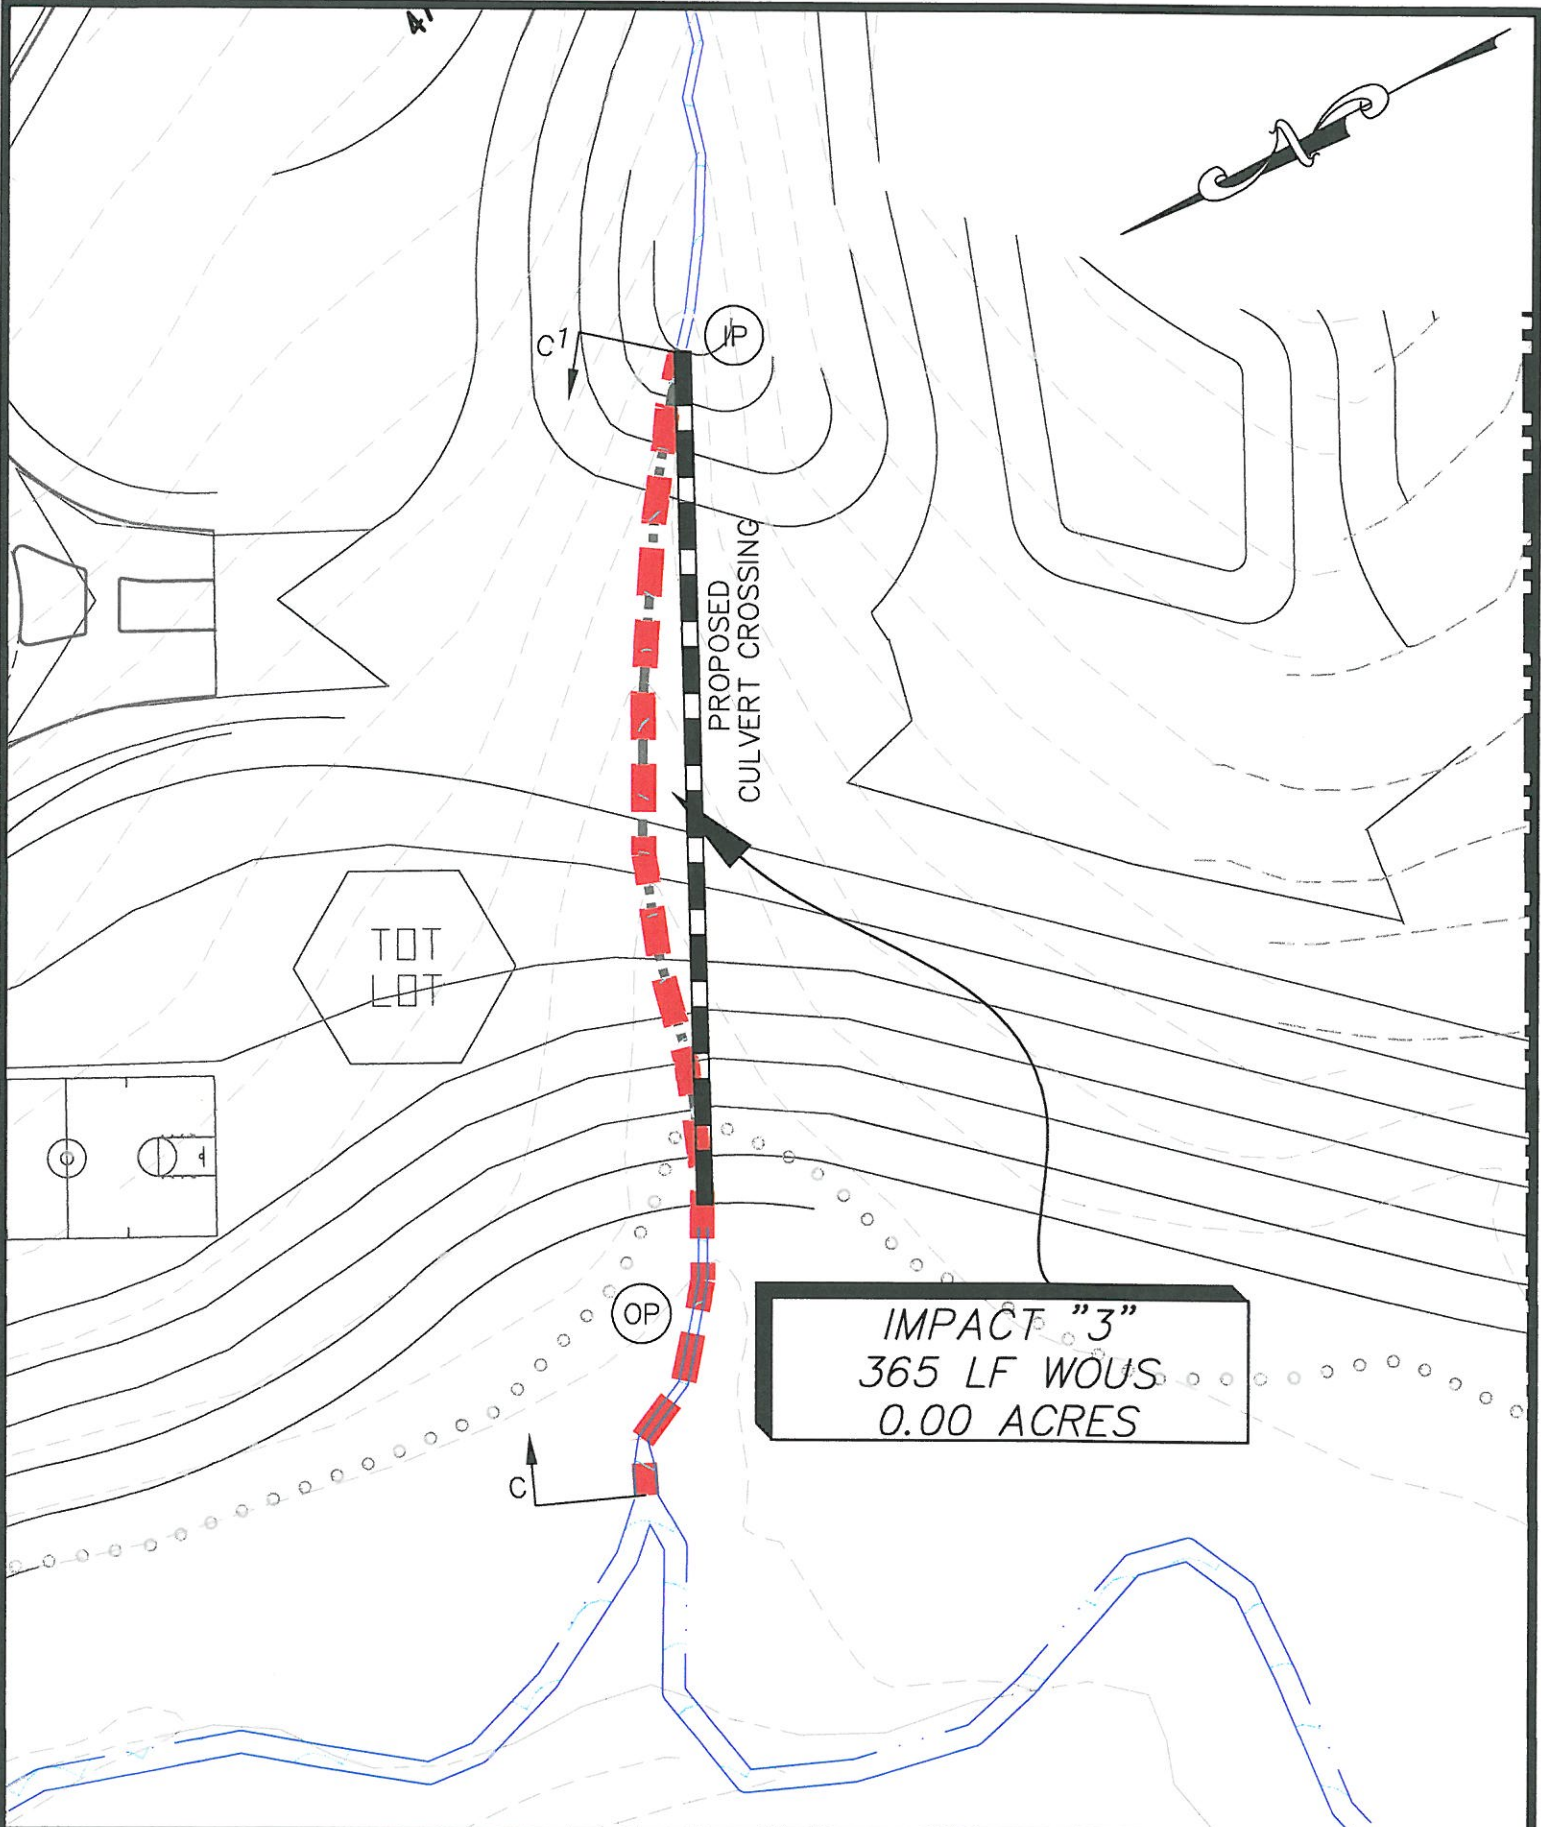 N
C1
IP
PROPOSED
CULVERT CROSSING
TOT
LOT
OP
IMPACT "3"
365 LF WOUS
0.00 ACRES
C